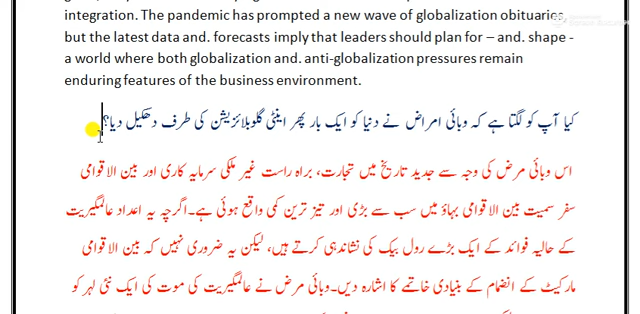 integration. The pandemic has prompted a new wave of globalization obituaries,
but the latest data and. forecasts imply that leaders should plan for – and. shape -
a world where both globalization and. anti-globalization pressures remain
enduring features of the business environment.
کیا آپ کو لگتا ہے کہ وبائی امراض نے دنیا کو ایک بار پھر اینٹی گلوبلائزیشن کی طرف دھکیل دیا؟
اس وبائی مرض کی وجہ سے جدید تاریخ میں تجارت، براہ راست غیر ملکی سرمایہ کاری اور بین الاقوامی
سفر سمیت بین الاقوامی بہاؤ میں سب سے بڑی اور تیز ترین کمی واقع ہوئی ہے۔اگرچہ یہ اعداد عالمگیریت
کے حالیہ فوائد کے ایک بڑے رول بیک کی نشاندہی کرتے ہیں، لیکن یہ ضروری نہیں کہ بین الاقوامی
مارکیٹ کے انضمام کے بنیادی خاتمے کا اشارہ دیں۔وبائی مرض نے عالمگیریت کی موت کی ایک نئی لہر کو